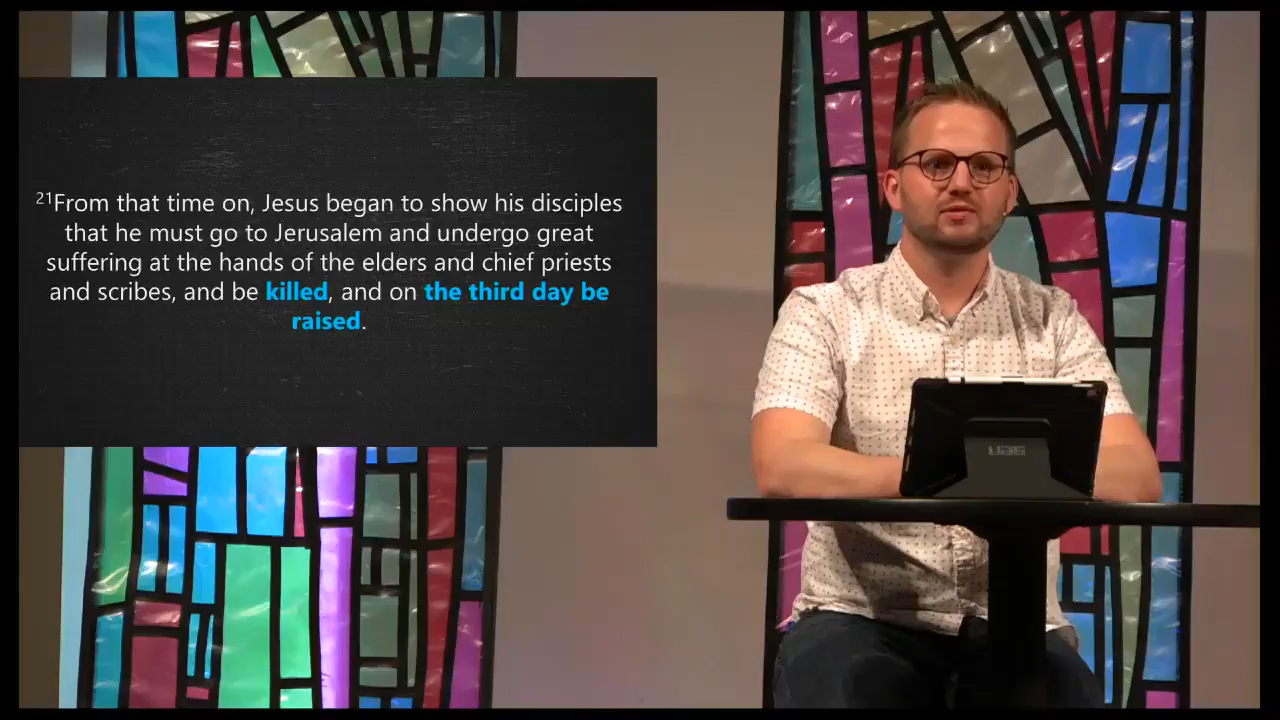 ²¹From that time on, Jesus began to show his disciples
that he must go to Jerusalem and undergo great
suffering at the hands of the elders and chief priests
and scribes, and be killed, and on the third day be
raised.